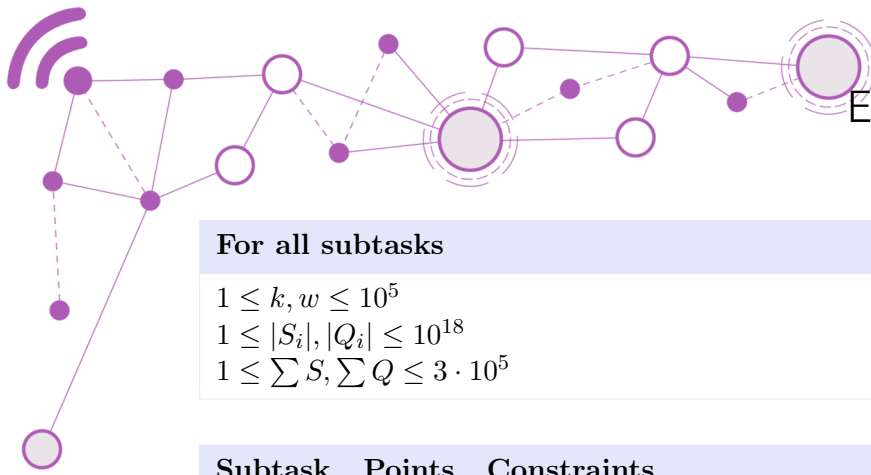 E
For all subtasks
1 ≤ k, w ≤ 10^5
1 ≤ |S_i|, |Q_i| ≤ 10^18
1 ≤ ∑ S, ∑ Q ≤ 3 · 10^5
Subtask Points Constraints